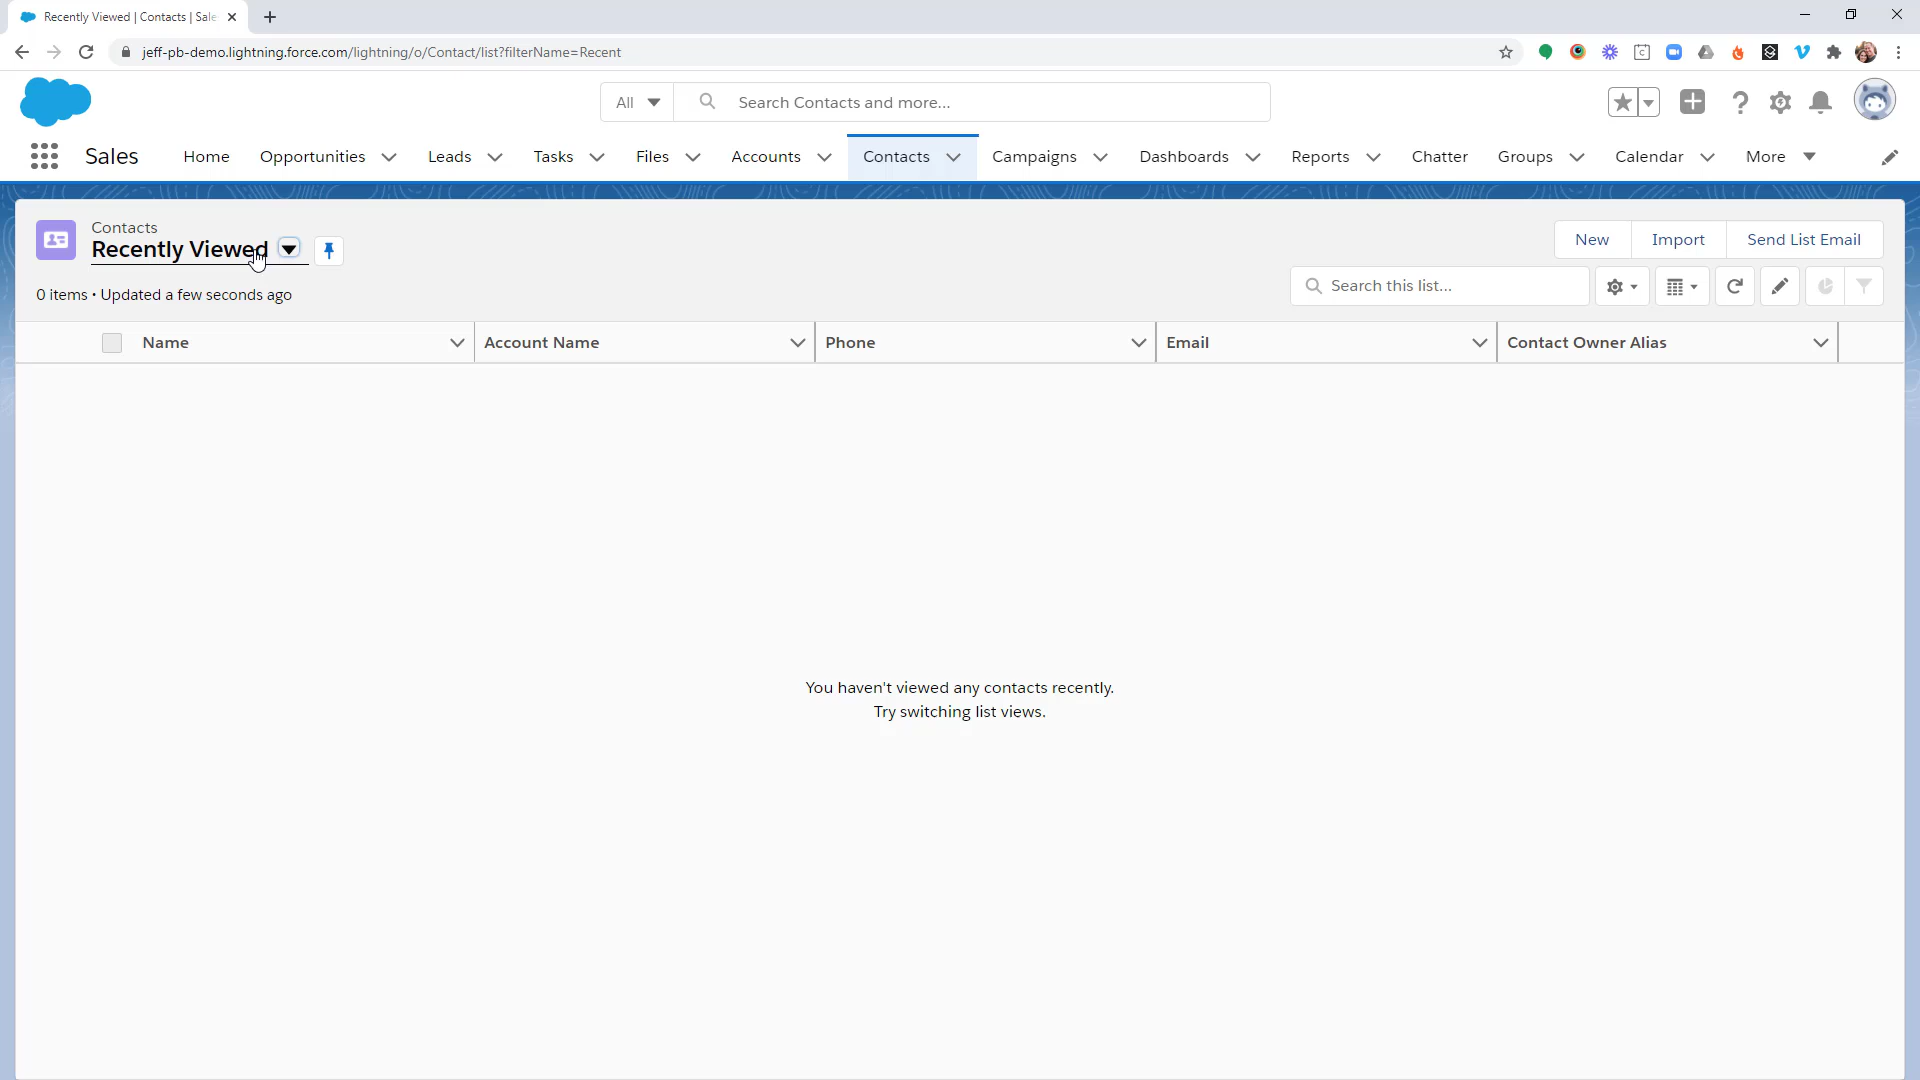 Recently Viewed | Contacts | Sale
jeff-pb-demo.lightning.force.com/lightning/o/Contact/list?filterName=Recent
All
Search Contacts and more...
Sales
Home
Opportunities
Leads
Tasks
Files
Accounts
Contacts
Campaigns
Dashboards
Reports
Chatter
Groups
Calendar
More
Contacts
Recently Viewed
New
Import
Send List Email
0 items • Updated a few seconds ago
Search this list...
Name
Account Name
Phone
Email
Contact Owner Alias
You haven't viewed any contacts recently.
Try switching list views.